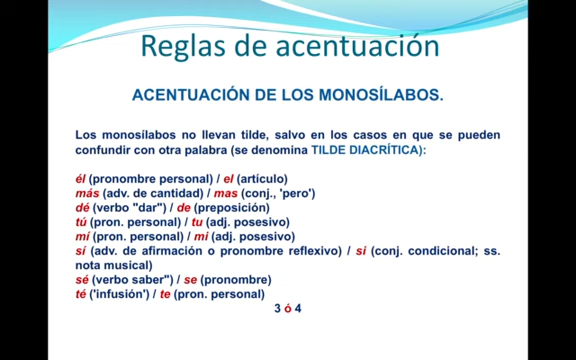 Reglas de acentuación
ACENTUACIÓN DE LOS MONOSÍLABOS.
Los monosílabos no llevan tilde, salvo en los casos en que se pueden
confundir con otra palabra (se denomina TILDE DIACRÍTICA):
él (pronombre personal) / el (artículo)
más (adv. de cantidad) / mas (conj., 'pero')
dé (verbo "dar") / de (preposición)
tú (pron. personal) / tu (adj. posesivo)
mí (pron. personal) / mi (adj. posesivo)
sí (adv. de afirmación o pronombre reflexivo) / si (conj. condicional; ss.
nota musical)
sé (verbo saber") / se (pronombre)
té ('infusión') / te (pron. personal)
3 ó 4